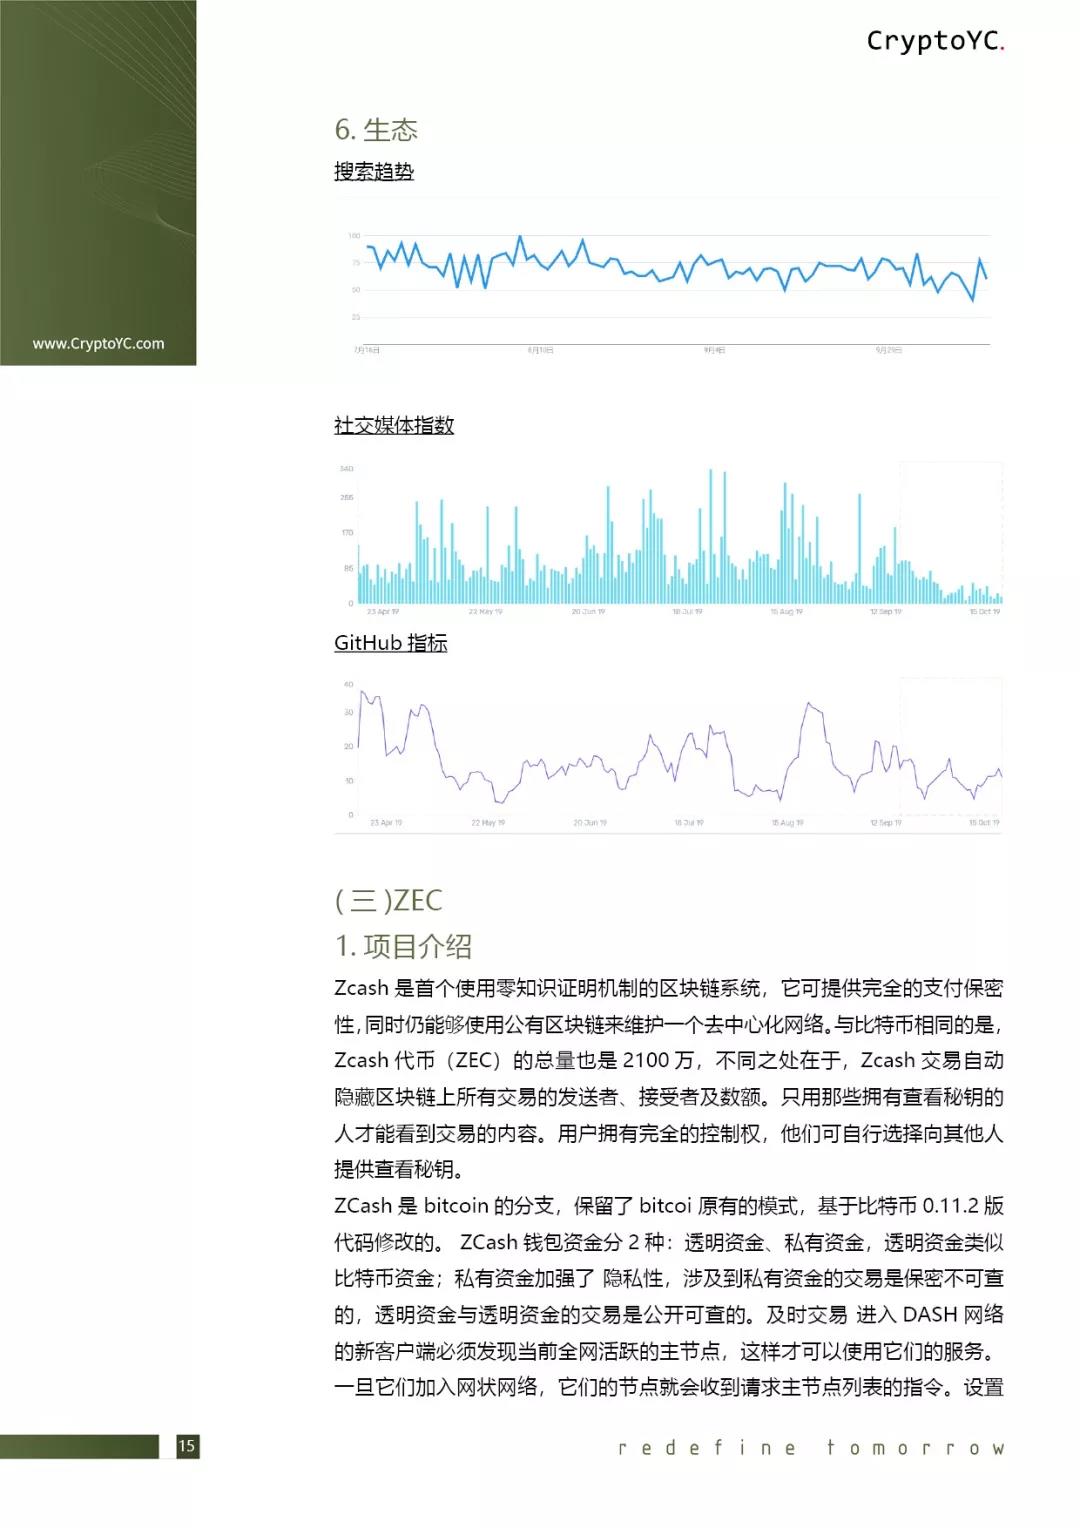 CryptoYC.
www.CryptoYC.com
6. 生态
搜索趋势
100
75
50
25
7月16日 8月10日 9月4日 9月29日
社交媒体指数
340
255
170
85
0
23 Apr 19 22 May 19 20 Jun 19 18 Jul 19 15 Aug 19 12 Sep 19 15 Oct 19
GitHub 指标
40
30
20
10
0
23 Apr 19 22 May 19 20 Jun 19 18 Jul 19 15 Aug 19 12 Sep 19 15 Oct 19
( 三 )ZEC
1. 项目介绍
Zcash 是首个使用零知识证明机制的区块链系统，它可提供完全的支付保密
性，同时仍能够使用公有区块链来维护一个去中心化网络。与比特币相同的是，
Zcash 代币（ZEC）的总量也是 2100 万，不同之处在于，Zcash 交易自动
隐藏区块链上所有交易的发送者、接受者及数额。只用那些拥有查看秘钥的
人才能看到交易的内容。用户拥有完全的控制权，他们可自行选择向其他人
提供查看秘钥。
ZCash 是 bitcoin 的分支，保留了 bitcoi 原有的模式，基于比特币 0.11.2 版
代码修改的。 ZCash 钱包资金分 2 种：透明资金、私有资金，透明资金类似
比特币资金；私有资金加强了 隐私性，涉及到私有资金的交易是保密不可查
的，透明资金与透明资金的交易是公开可查的。及时交易 进入 DASH 网络
的新客户端必须发现当前全网活跃的主节点，这样才可以使用它们的服务。
一旦它们加入网状网络，它们的节点就会收到请求主节点列表的指令。设置
15
redefine tomorrow